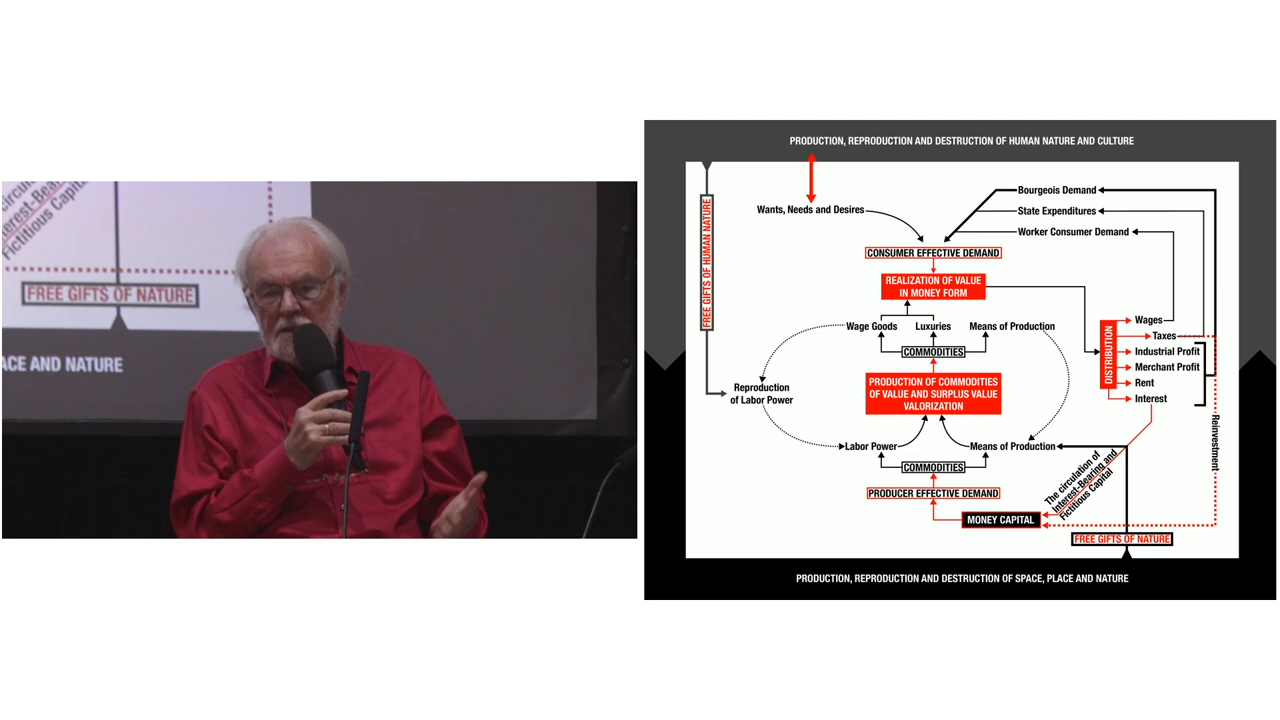 Fictitious Capi
FREE GIFTS OF NATURE
ACE AND NATURE
PRODUCTION, REPRODUCTION AND DESTRUCTION OF HUMAN NATURE AND CULTURE
FREE GIFTS OF HUMAN NATURE
Wants, Needs and Desires
Bourgeois Demand
State Expenditures
Worker Consumer Demand
CONSUMER EFFECTIVE DEMAND
REALIZATION OF VALUE
IN MONEY FORM
Wage Goods
Luxuries
Means of Production
COMMODITIES
DISTRIBUTION
Wages
Taxes
Industrial Profit
Merchant Profit
Rent
Interest
Reproduction
of Labor Power
PRODUCTION OF COMMODITIES
OF VALUE AND SURPLUS VALUE
VALORIZATION
Labor Power
Means of Production
COMMODITIES
PRODUCER EFFECTIVE DEMAND
MONEY CAPITAL
The circulation of
Interest-Bearing and
Fictitious Capital
Reinvestment
FREE GIFTS OF NATURE
PRODUCTION, REPRODUCTION AND DESTRUCTION OF SPACE, PLACE AND NATURE